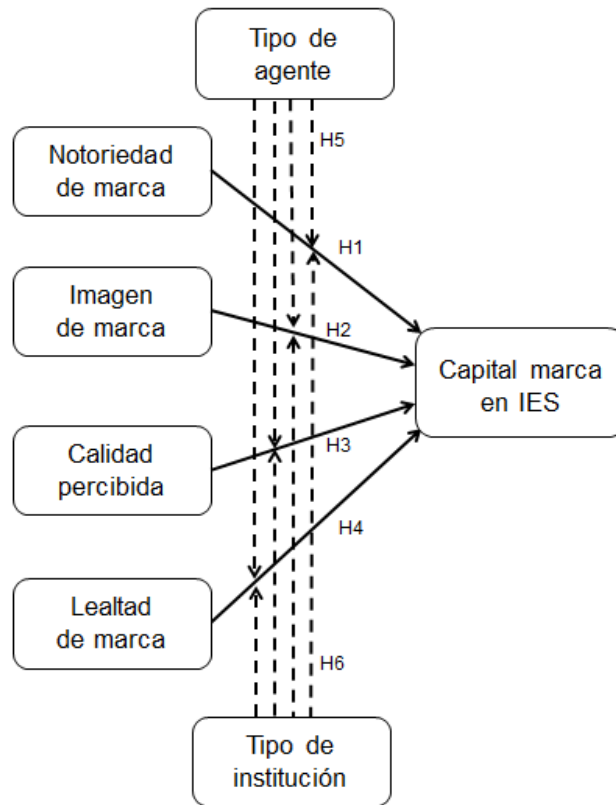 Tipo de
agente
H5
Notoriedad
de marca
H1
Imagen
de marca
H2
Capital marca
en IES
Calidad
percibida
H3
H4
Lealtad
de marca
H6
Tipo de
institución